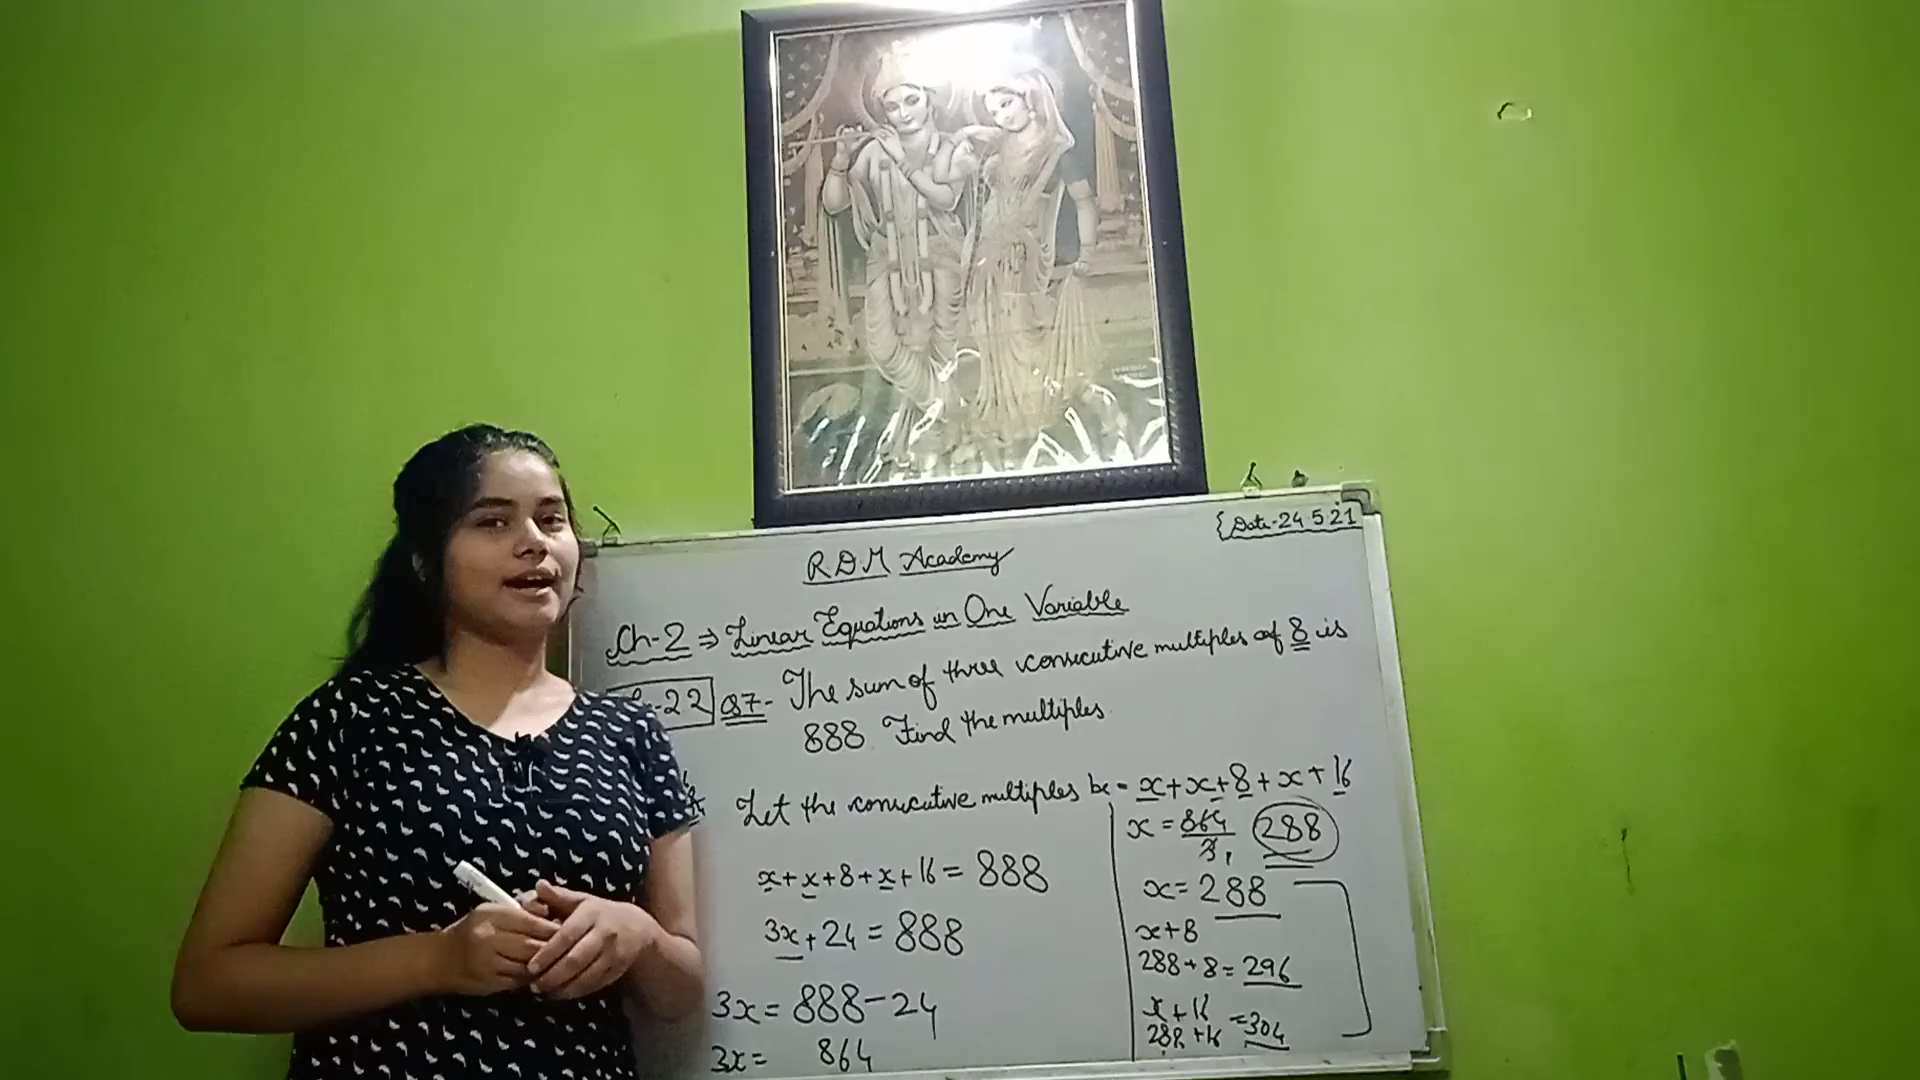 {Date-24 5 21
R.D.M Academy
Ch-2 ⇒ Linear Equations in One Variable
-22 Q7- The sum of three consecutive multiples of 8 is
888. Find the multiples.
Let the consecutive multiples be = x+x+8+x+16
x+x+8+x+16 = 888
3x+24 = 888
3x = 888-24
3x = 864
x = 864/3 288
x = 288
x+8
288+8 = 296
x+16
288+16 = 304